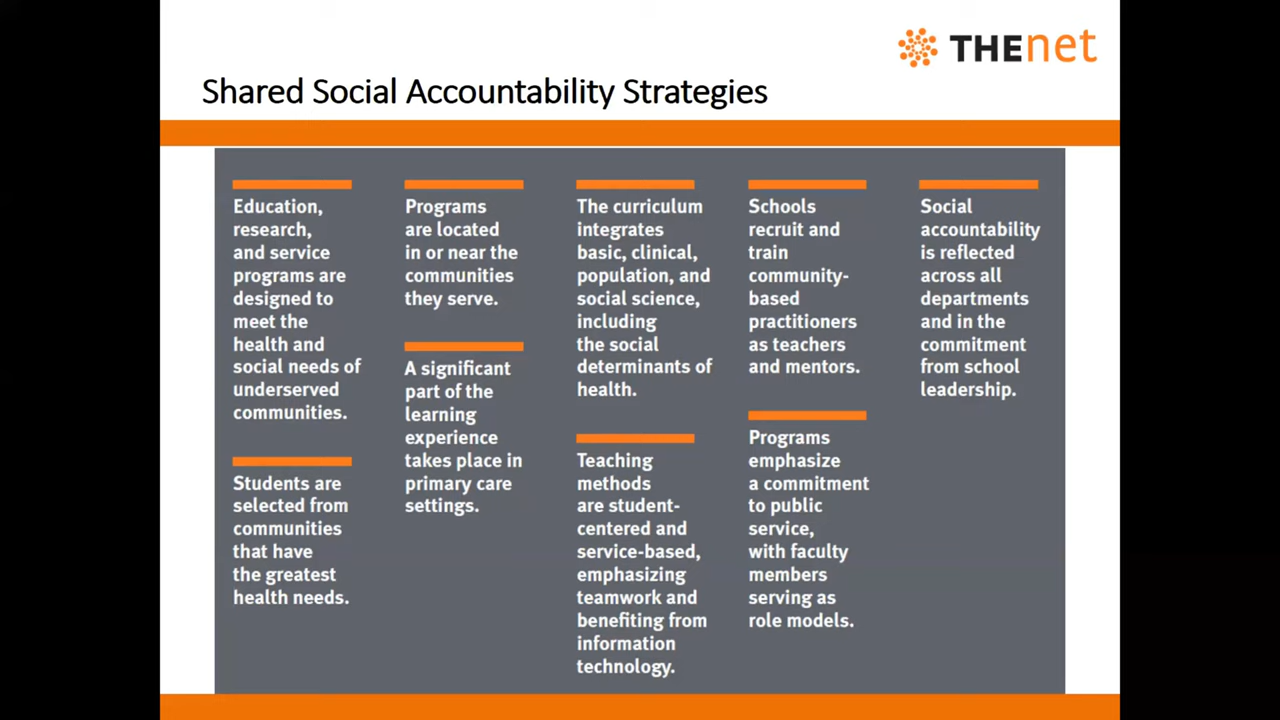 THEnet
Shared Social Accountability Strategies
Education,
research,
and service
programs are
designed to
meet the
health and
social needs of
underserved
communities.
Students are
selected from
communities
that have
the greatest
health needs.
Programs
are located
in or near the
communities
they serve.
A significant
part of the
learning
experience
takes place in
primary care
settings.
The curriculum
integrates
basic, clinical,
population, and
social science,
including
the social
determinants of
health.
Teaching
methods
are student-
centered and
service-based,
emphasizing
teamwork and
benefiting from
information
technology.
Schools
recruit and
train
community-
based
practitioners
as teachers
and mentors.
Programs
emphasize
a commitment
to public
service,
with faculty
members
serving as
role models.
Social
accountability
is reflected
across all
departments
and in the
commitment
from school
leadership.